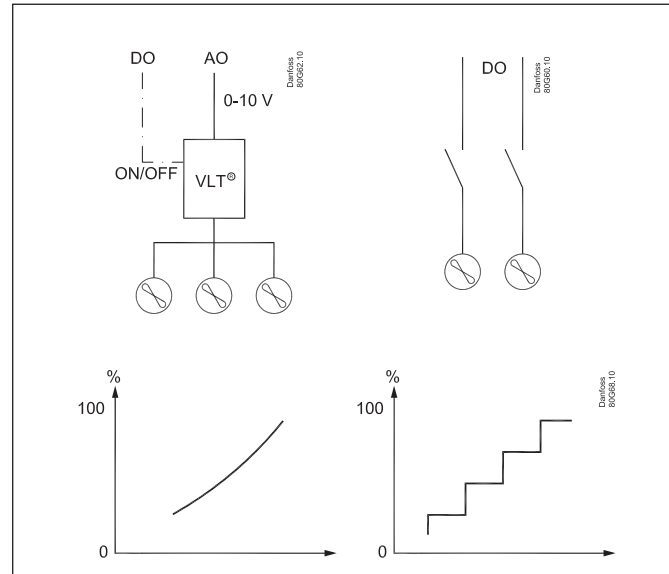 DO
AO
Danfoss
80G62.10
0-10 V
ON/OFF
VLT®
DO
Danfoss
80G60.10
%
100
0
%
100
0
Danfoss
80G68.10